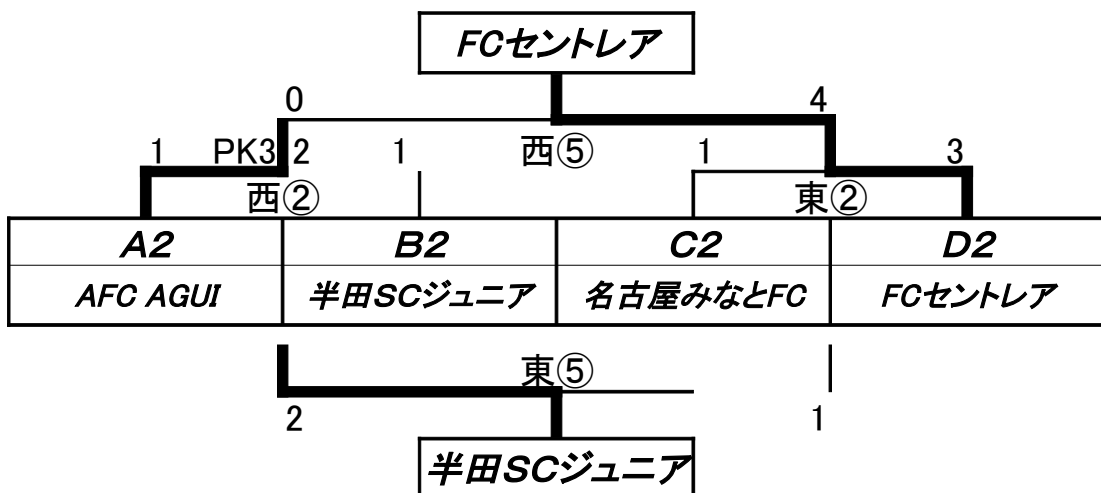 FCセントレア
0 4
1 PK3 2 1 西⑤ 1 3
西② 東②
A2 B2 C2 D2
AFC AGUI 半田SCジュニア 名古屋みなとFC FCセントレア
東⑤
2 1
半田SCジュニア